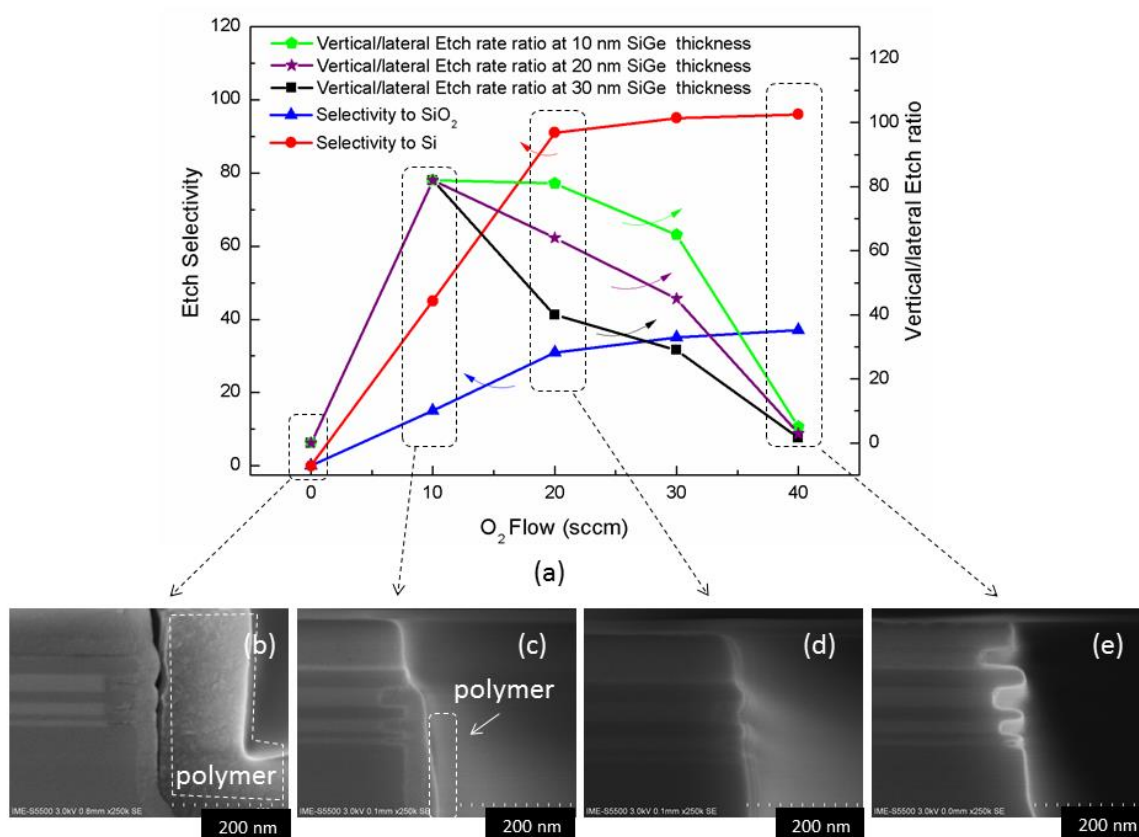 120
Vertical/lateral Etch rate ratio at 10 nm SiGe thickness
Vertical/lateral Etch rate ratio at 20 nm SiGe thickness
Vertical/lateral Etch rate ratio at 30 nm SiGe thickness
Selectivity to SiO2
Selectivity to Si
100
80
60
40
20
0
Etch Selectivity
120
100
80
60
40
20
0
Vertical/lateral Etch ratio
0 10 20 30 40
O2 Flow (sccm)
(a)
(b)
polymer
IME-S5500 3.0kV 0.6mm x250k SE
200 nm
(c)
polymer
IME-S5500 3.0kV 0.1mm x250k SE
200 nm
(d)
IME-S5500 3.0kV 0.1mm x250k SE
200 nm
(e)
IME-S5500 3.0kV 0.0mm x250k SE
200 nm